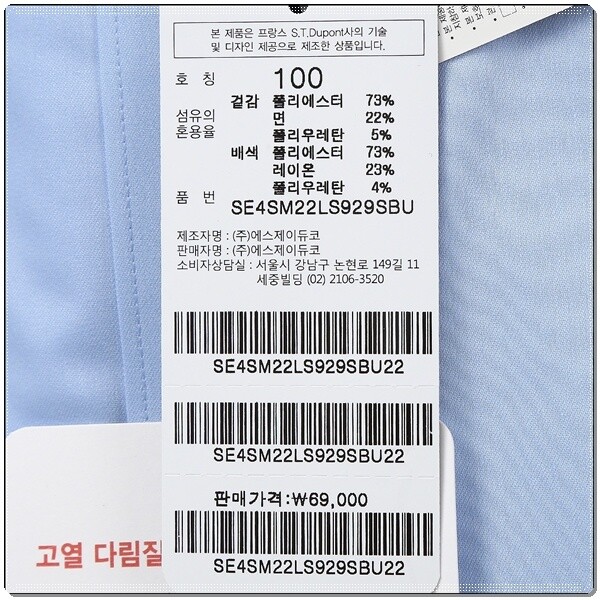 본 제품은 프랑스 S.T.Dupont사의 기술
및 디자인 제공으로 제조한 상품입니다.
호 칭 100
섬유의 혼용율
겉감 폴리에스터 73%
면 22%
폴리우레탄 5%
배색 폴리에스터 73%
레이온 23%
폴리우레탄 4%
품 번 SE4SM22LS929SBU
제조자명 : (주)에스제이듀코
판매자명 : (주)에스제이듀코
소비자상담실 : 서울시 강남구 논현로 149길 11
세중빌딩 (02) 2106-3520
SE4SM22LS929SBU22
SE4SM22LS929SBU22
판매가격:₩69,000
SE4SM22LS929SBU22
고열 다림질